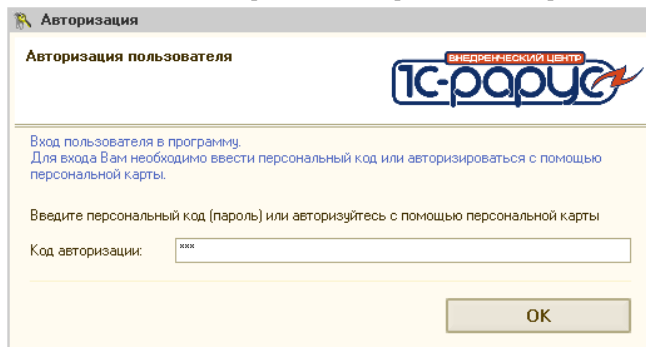 Авторизация
Авторизация пользователя
ВНЕДРЕНЧЕСКИЙ ЦЕНТР
1С-рарус
Вход пользователя в программу.
Для входа Вам необходимо ввести персональный код или авторизироваться с помощью
персональной карты.
Введите персональный код (пароль) или авторизуйтесь с помощью персональной карты
Код авторизации:
***
OK